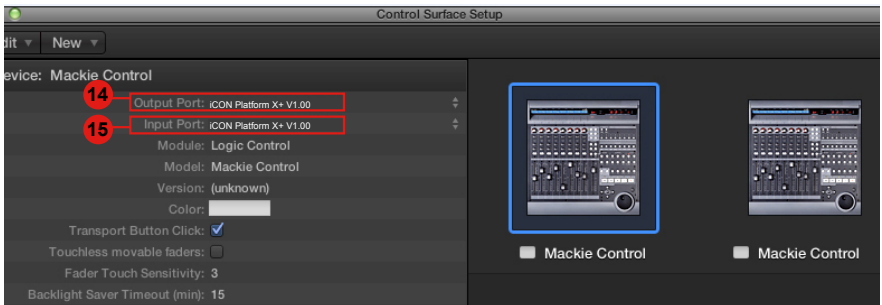 Control Surface Setup
dit New
evice: Mackie Control
14 Output Port: iCON Platform X+ V1.00
15 Input Port: iCON Platform X+ V1.00
Module: Logic Control
Model: Mackie Control
Version: (unknown)
Color:
Transport Button Click:
Touchless movable faders:
Fader Touch Sensitivity: 3
Backlight Saver Timeout (min): 15
Mackie Control
Mackie Control